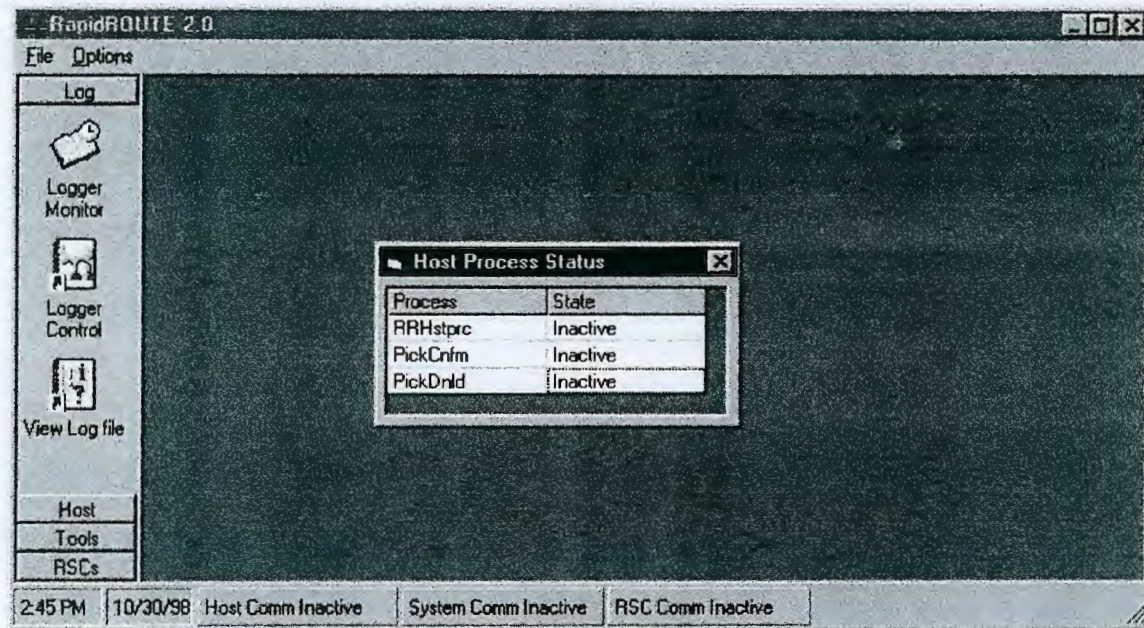 RapidROUTE 2.0
File Options
Log
Logger
Monitor
Logger
Control
View Log file
Host
Tools
RSCs
Host Process Status
Process State
RRHstprc Inactive
PickCnfm Inactive
PickDnld Inactive
2:45 PM 10/30/98 Host Comm Inactive System Comm Inactive RSC Comm Inactive